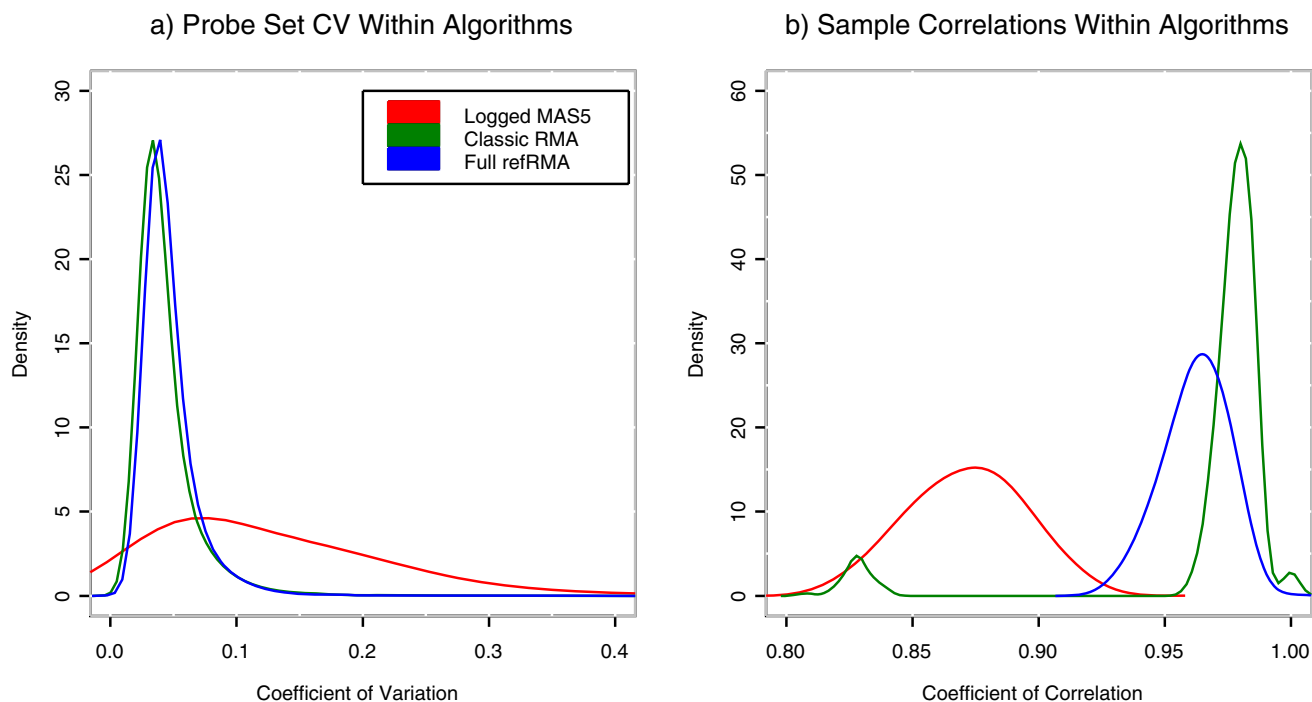 a) Probe Set CV Within Algorithms
30
25
20
15
10
5
0
Density
Logged MAS5
Classic RMA
Full refRMA
0.0 0.1 0.2 0.3 0.4
Coefficient of Variation
b) Sample Correlations Within Algorithms
60
50
40
30
20
10
0
Density
0.80 0.85 0.90 0.95 1.00
Coefficient of Correlation